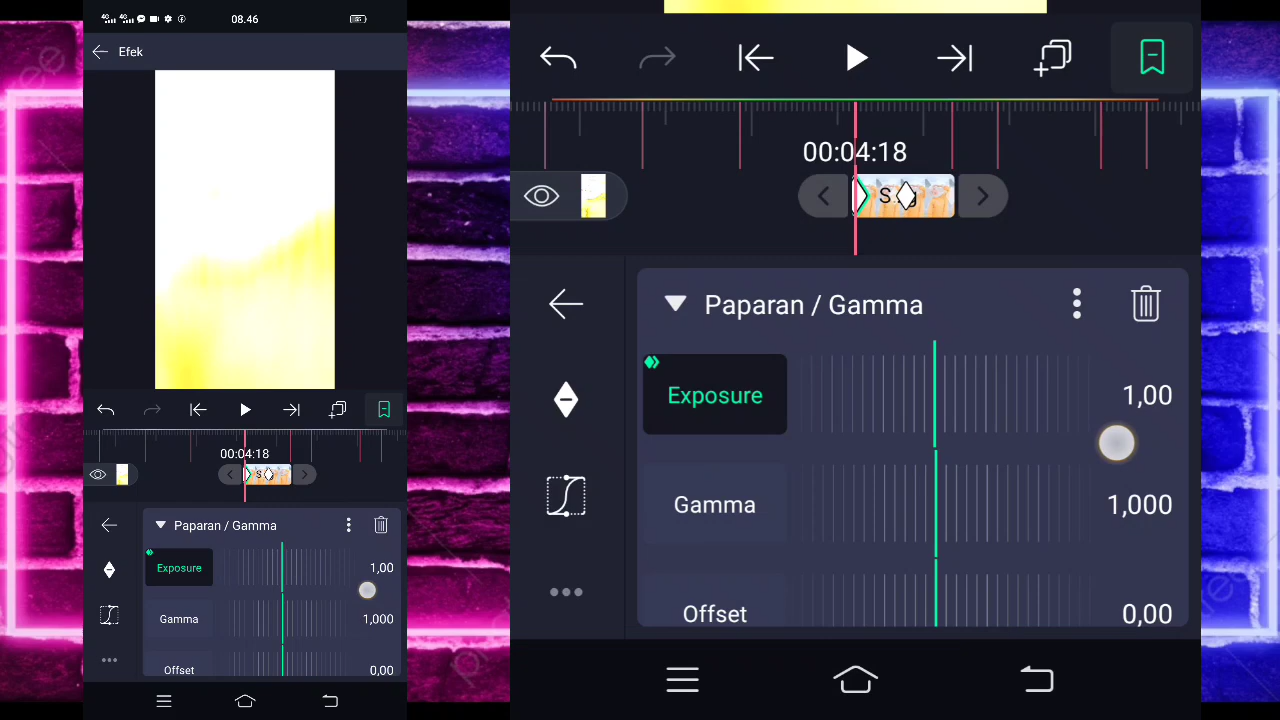 08.46
Efek
00:04:18
Paparan / Gamma
Exposure 1,00
Gamma 1,000
Offset 0,00
00:04:18
Paparan / Gamma
Exposure 1,00
Gamma 1,000
Offset 0,00